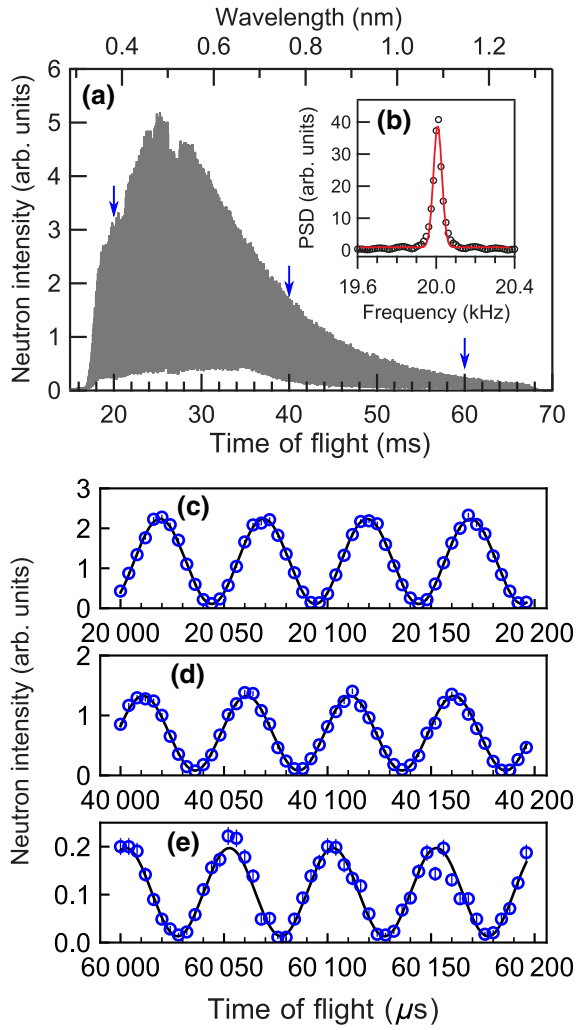 Wavelength (nm)
0.4 0.6 0.8 1.0 1.2
(a)
Neutron intensity (arb. units)
6
5
4
3
2
1
0
20 30 40 50 60 70
Time of flight (ms)
(b)
PSD (arb. units)
40
30
20
10
0
19.6 20.0 20.4
Frequency (kHz)
Neutron intensity (arb. units)
(c)
3
2
1
0
20 000 20 050 20 100 20 150 20 200
(d)
2
1
0
40 000 40 050 40 100 40 150 40 200
(e)
0.2
0.1
0.0
60 000 60 050 60 100 60 150 60 200
Time of flight (μs)